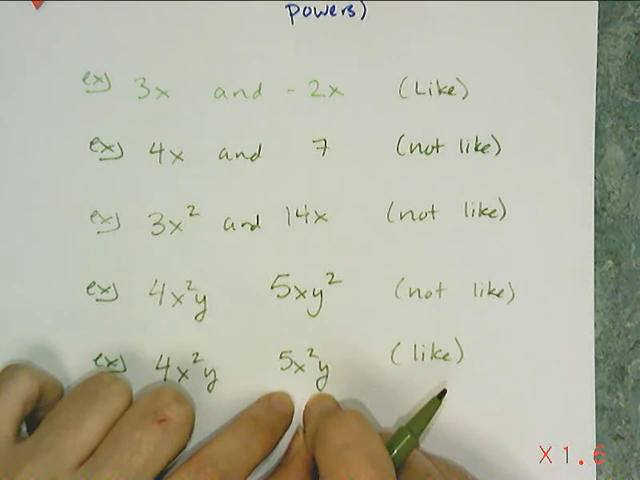 powers)
ex) 3x and -2x (Like)
ex) 4x and 7 (not like)
ex) 3x² and 14x (not like)
ex) 4x²y 5xy² (not like)
ex) 4x²y 5x²y (like)
X1.6